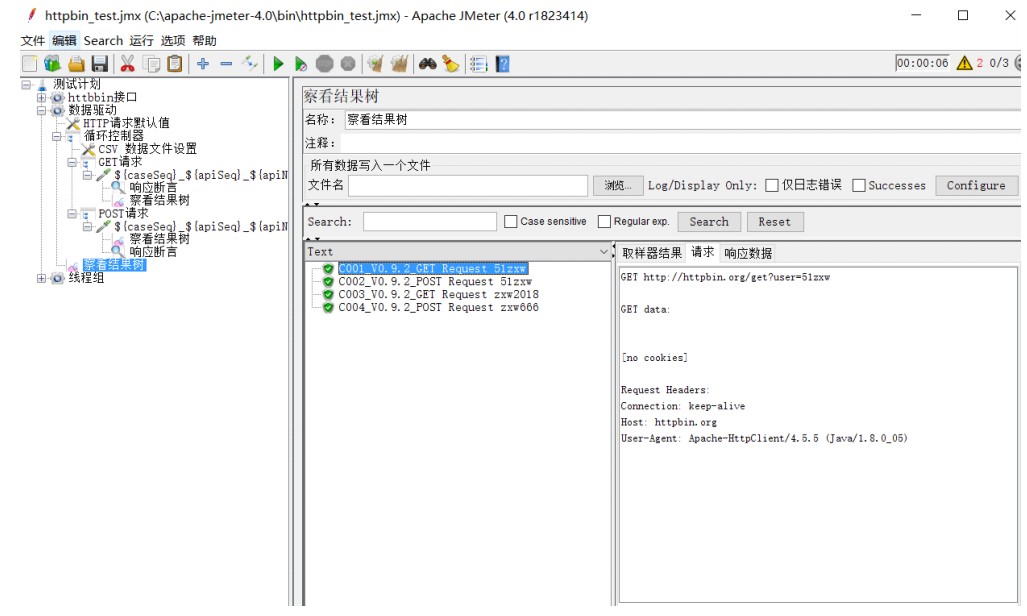 httpbin_test.jmx (C:\apache-jmeter-4.0\bin\httpbin_test.jmx) - Apache JMeter (4.0 r1823414)
文件 编辑 Search 运行 选项 帮助
00:00:06 2 0/3
测试计划
httbbin接口
数据驱动
HTTP请求默认值
循环控制器
CSV 数据文件设置
GET请求
${caseSeq}_${apiSeq}_${apiN
响应断言
察看结果树
POST请求
${caseSeq}_${apiSeq}_${apiN
察看结果树
响应断言
察看结果树
线程组
察看结果树
名称： 察看结果树
注释：
所有数据写入一个文件
文件名 浏览... Log/Display Only: 仅日志错误 Successes Configure
Search: Case sensitive Regular exp. Search Reset
Text
C001_V0.9.2_GET Request 51zxw
C002_V0.9.2_POST Request 51zxw
C003_V0.9.2_GET Request zxw2018
C004_V0.9.2_POST Request zxw666
取样器结果 请求 响应数据
GET http://httpbin.org/get?user=51zxw
GET data:
[no cookies]
Request Headers:
Connection: keep-alive
Host: httpbin.org
User-Agent: Apache-HttpClient/4.5.5 (Java/1.8.0_05)